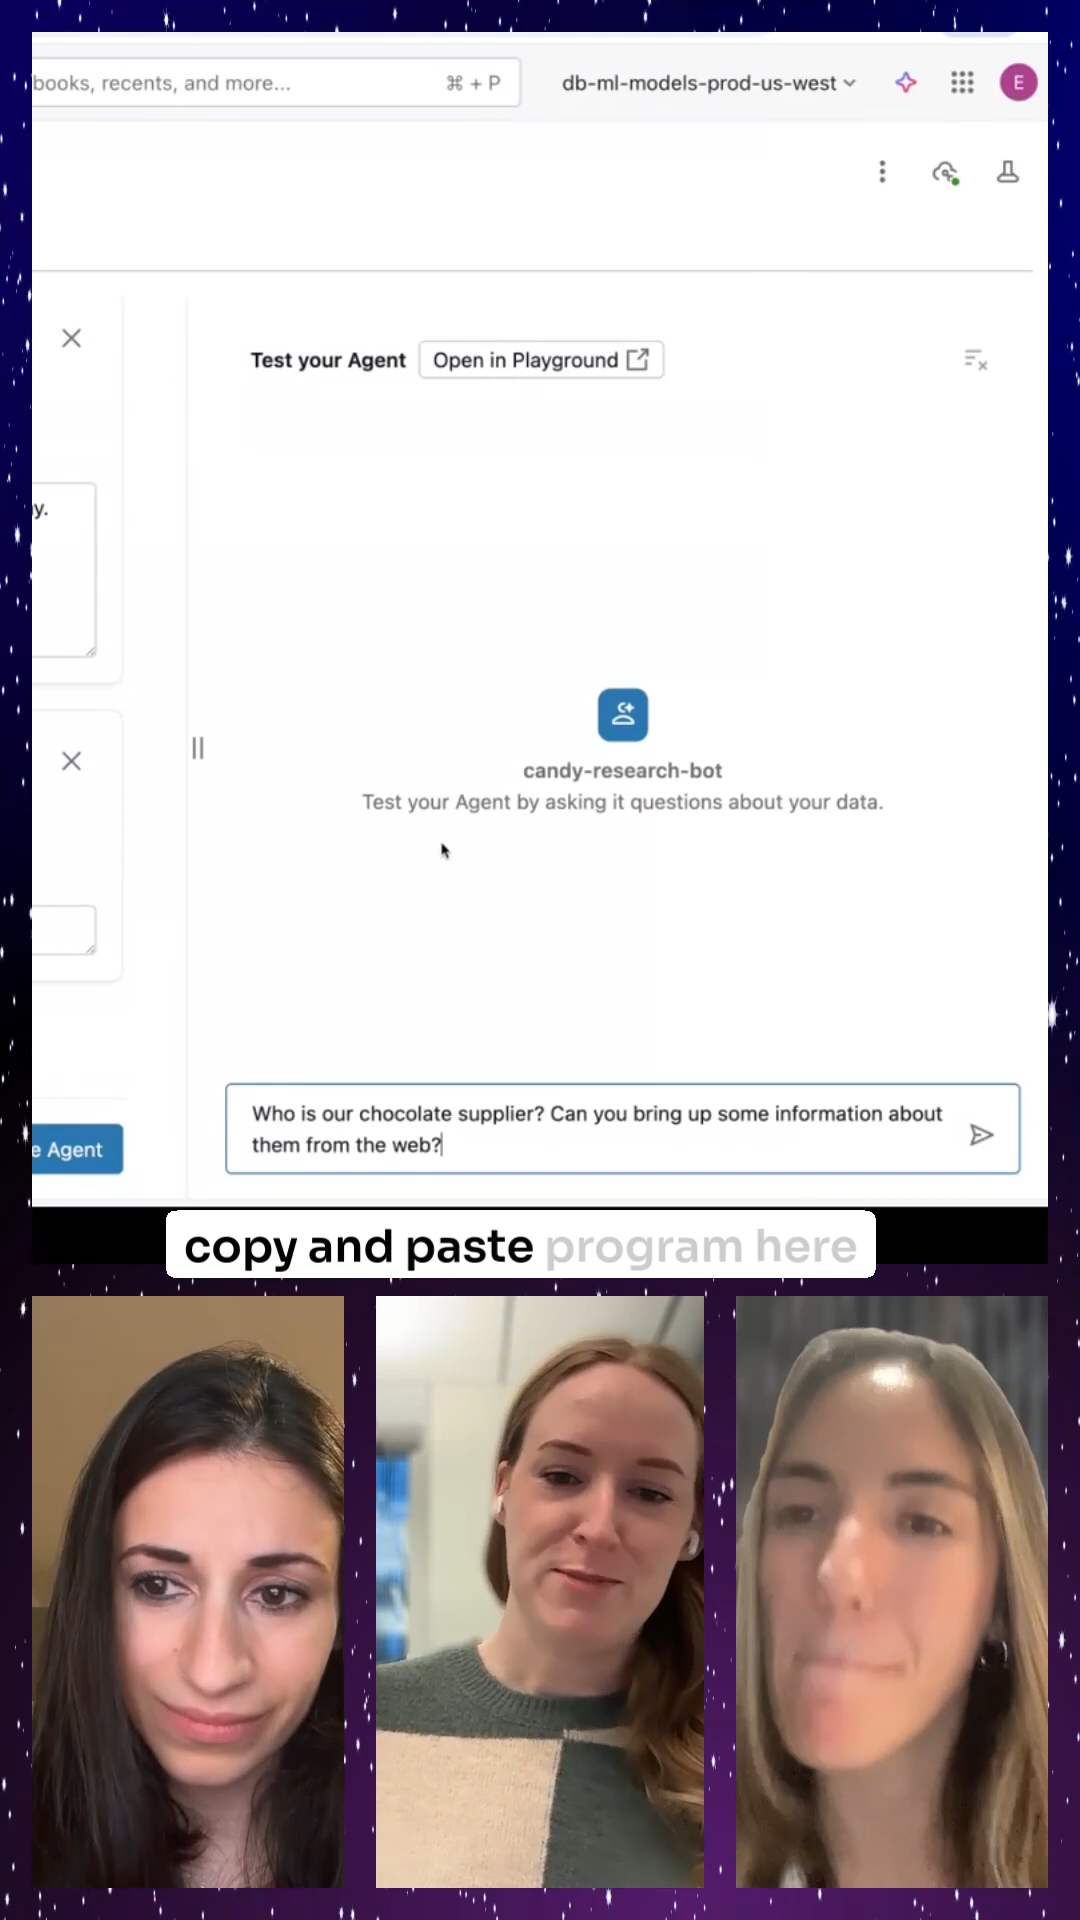 books, recents, and more...
⌘ + P
db-ml-models-prod-us-west
E
Test your Agent
Open in Playground
y.
candy-research-bot
Test your Agent by asking it questions about your data.
Who is our chocolate supplier? Can you bring up some information about
them from the web?
e Agent
copy and paste program here